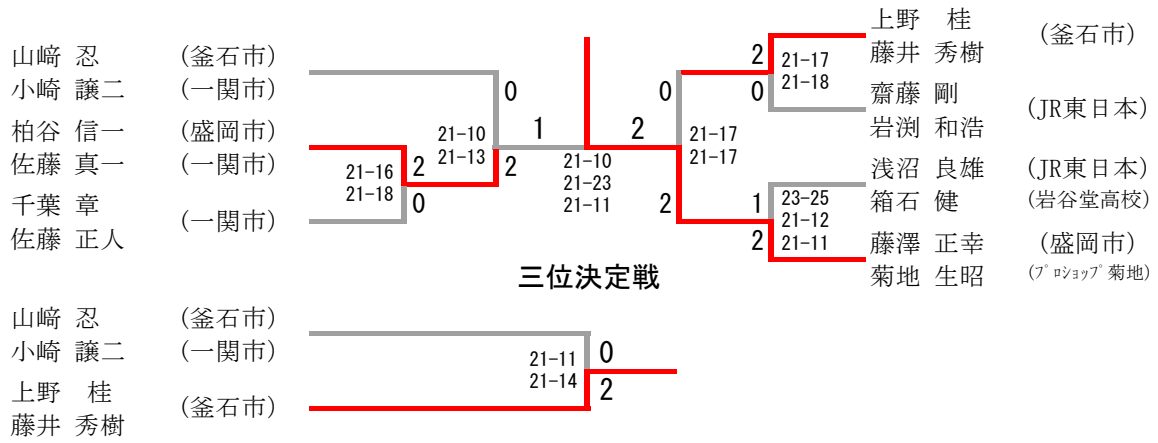 山﨑 忍 (釜石市)
小崎 譲二 (一関市)
柏谷 信一 (盛岡市)
佐藤 真一 (一関市)
千葉 章
佐藤 正人
(一関市)
21-16
21-18
2
0
21-10
21-13
0
2
1
2
21-10
21-23
21-11
0
2
21-17
21-17
2
0
21-17
21-18
1
2
23-25
21-12
21-11
上野 桂
藤井 秀樹
(釜石市)
齋藤 剛
岩渕 和浩
(JR東日本)
浅沼 良雄 (JR東日本)
箱石 健 (岩谷堂高校)
藤澤 正幸 (盛岡市)
菊地 生昭 (ﾌﾟﾛｼｮｯﾌﾟ菊地)
三位決定戦
山﨑 忍 (釜石市)
小崎 譲二 (一関市)
上野 桂
藤井 秀樹
(釜石市)
21-11
21-14
0
2